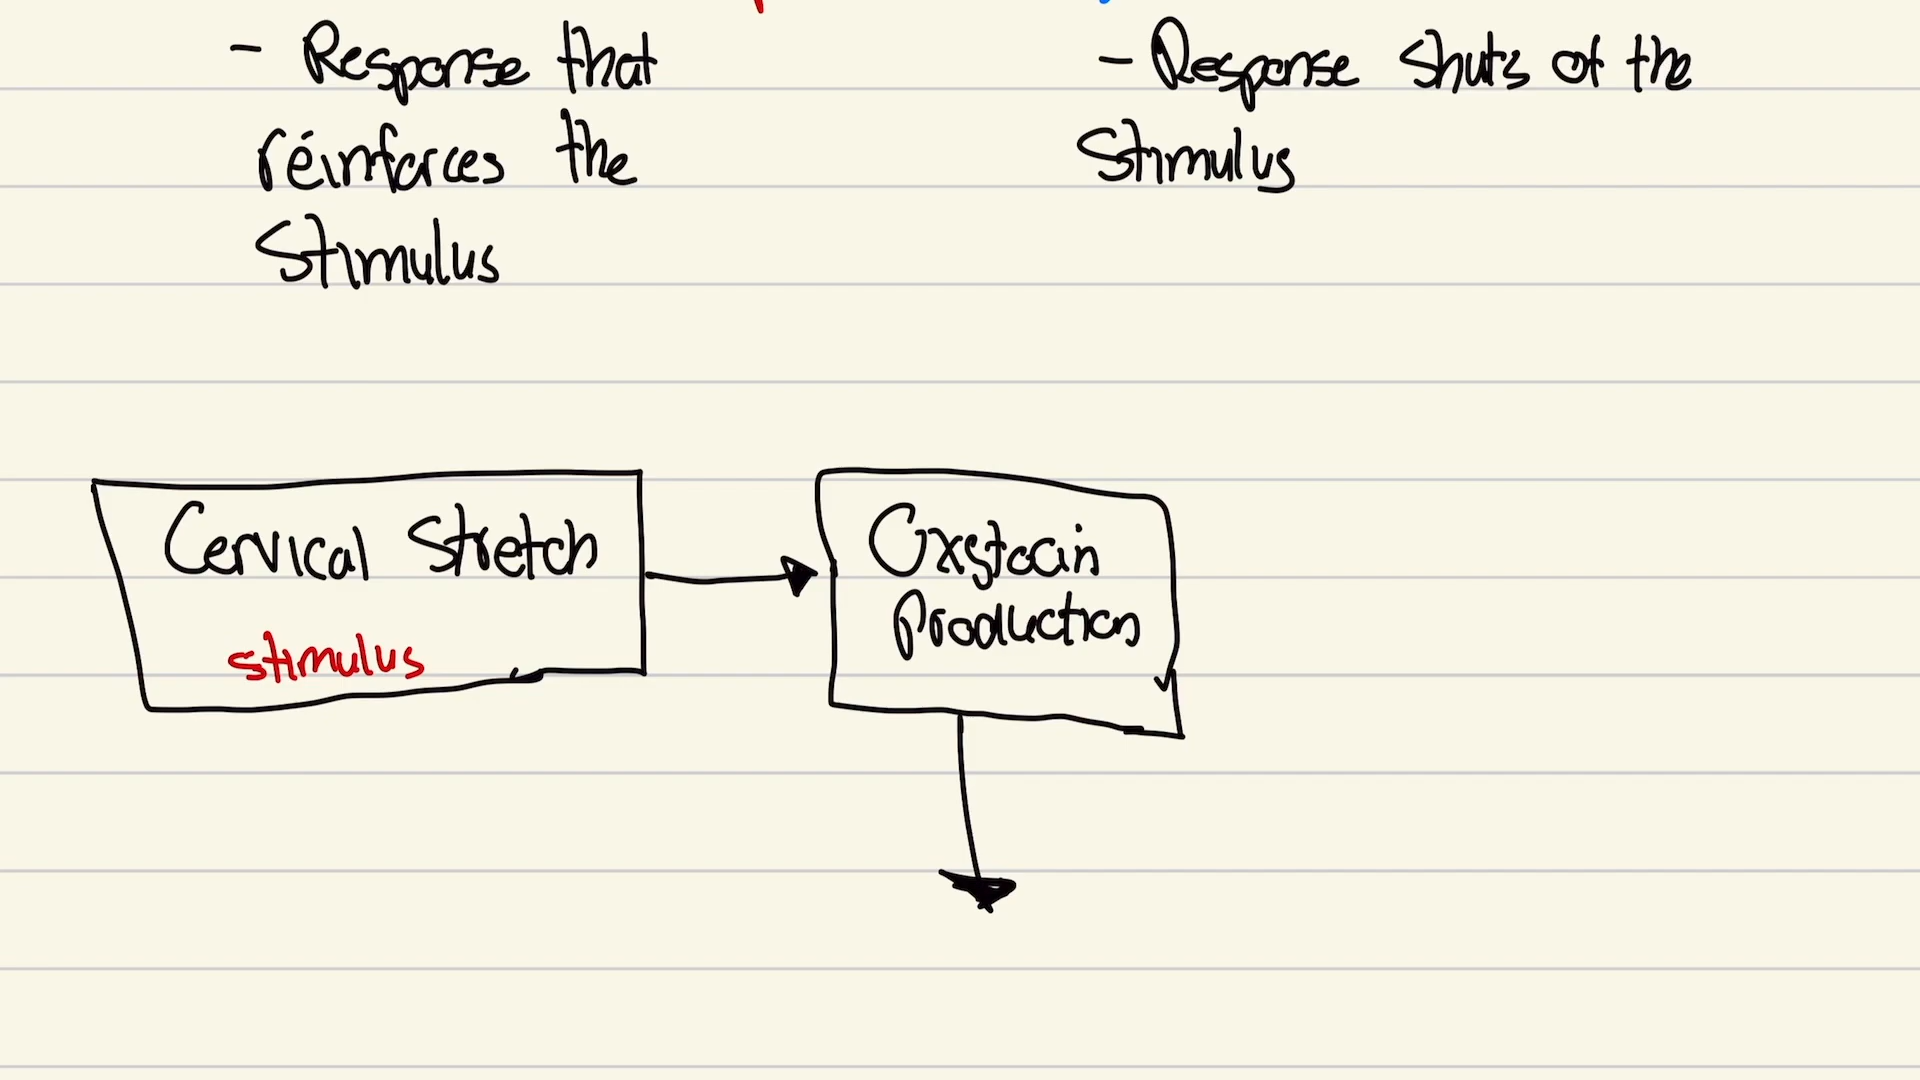 - Response that
reinforces the
Stimulus
- Response shuts of the
Stimulus
Cervical Stretch
stimulus
Oxytocin
Production